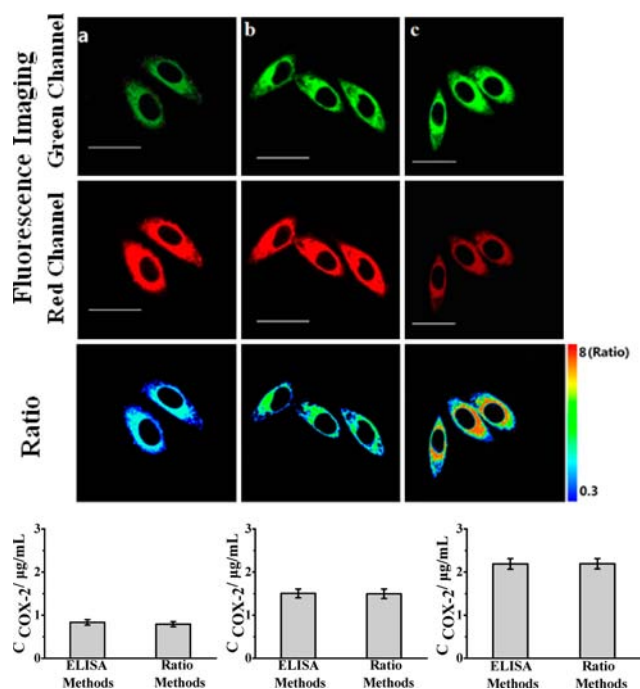 a
b
c
Fluorescence Imaging
Green Channel
Red Channel
Ratio
8(Ratio)
0.3
C COX-2/ μg/mL
3
2
1
0
ELISA Methods
Ratio Methods
C COX-2/ μg/mL
3
2
1
0
ELISA Methods
Ratio Methods
C COX-2/ μg/mL
3
2
1
0
ELISA Methods
Ratio Methods